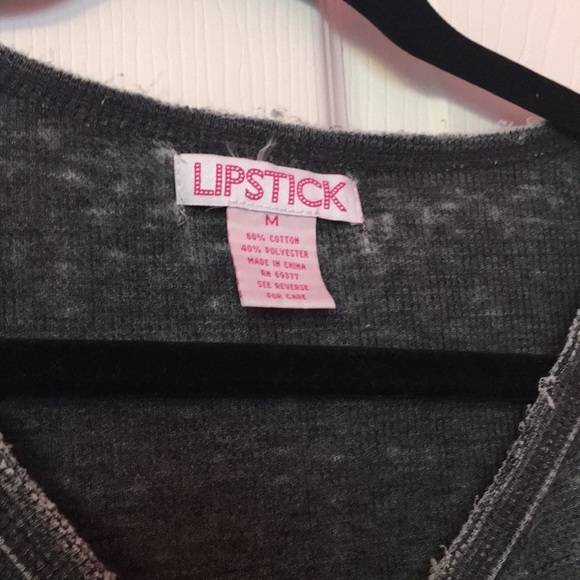 LIPSTICK
M
60% COTTON
40% POLYESTER
MADE IN CHINA
RN 69377
SEE REVERSE
FOR CARE